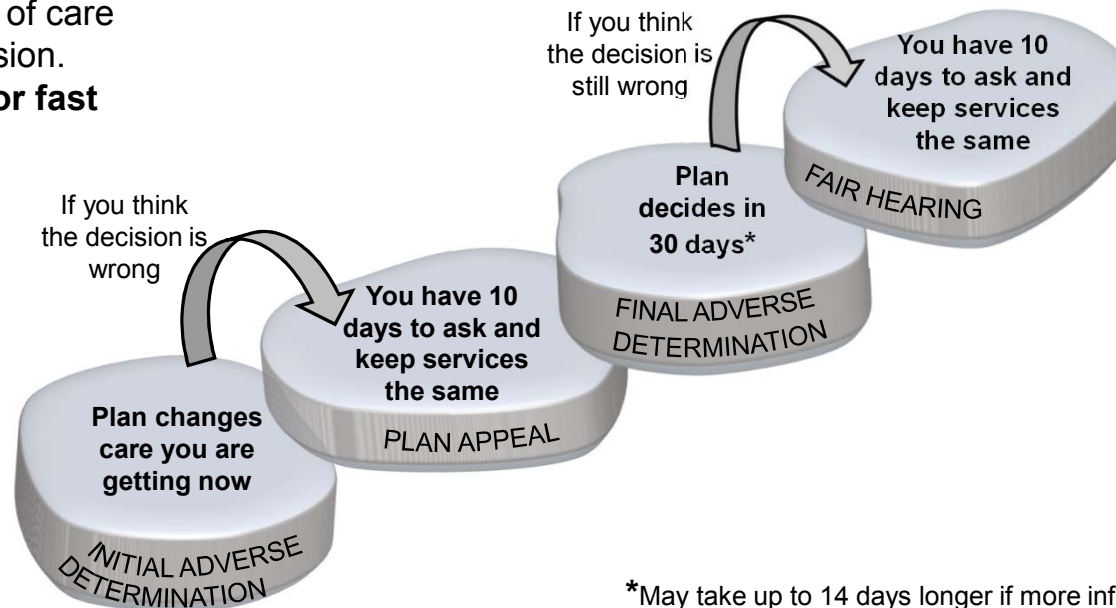 of care
sion.
or fast
If you think
the decision is
wrong
Plan changes
care you are
getting now
INITIAL ADVERSE
DETERMINATION
You have 10
days to ask and
keep services
the same
PLAN APPEAL
If you think
the decision is
still wrong
Plan
decides in
30 days*
FINAL ADVERSE
DETERMINATION
You have 10
days to ask and
keep services
the same
FAIR HEARING
*May take up to 14 days longer if more inf